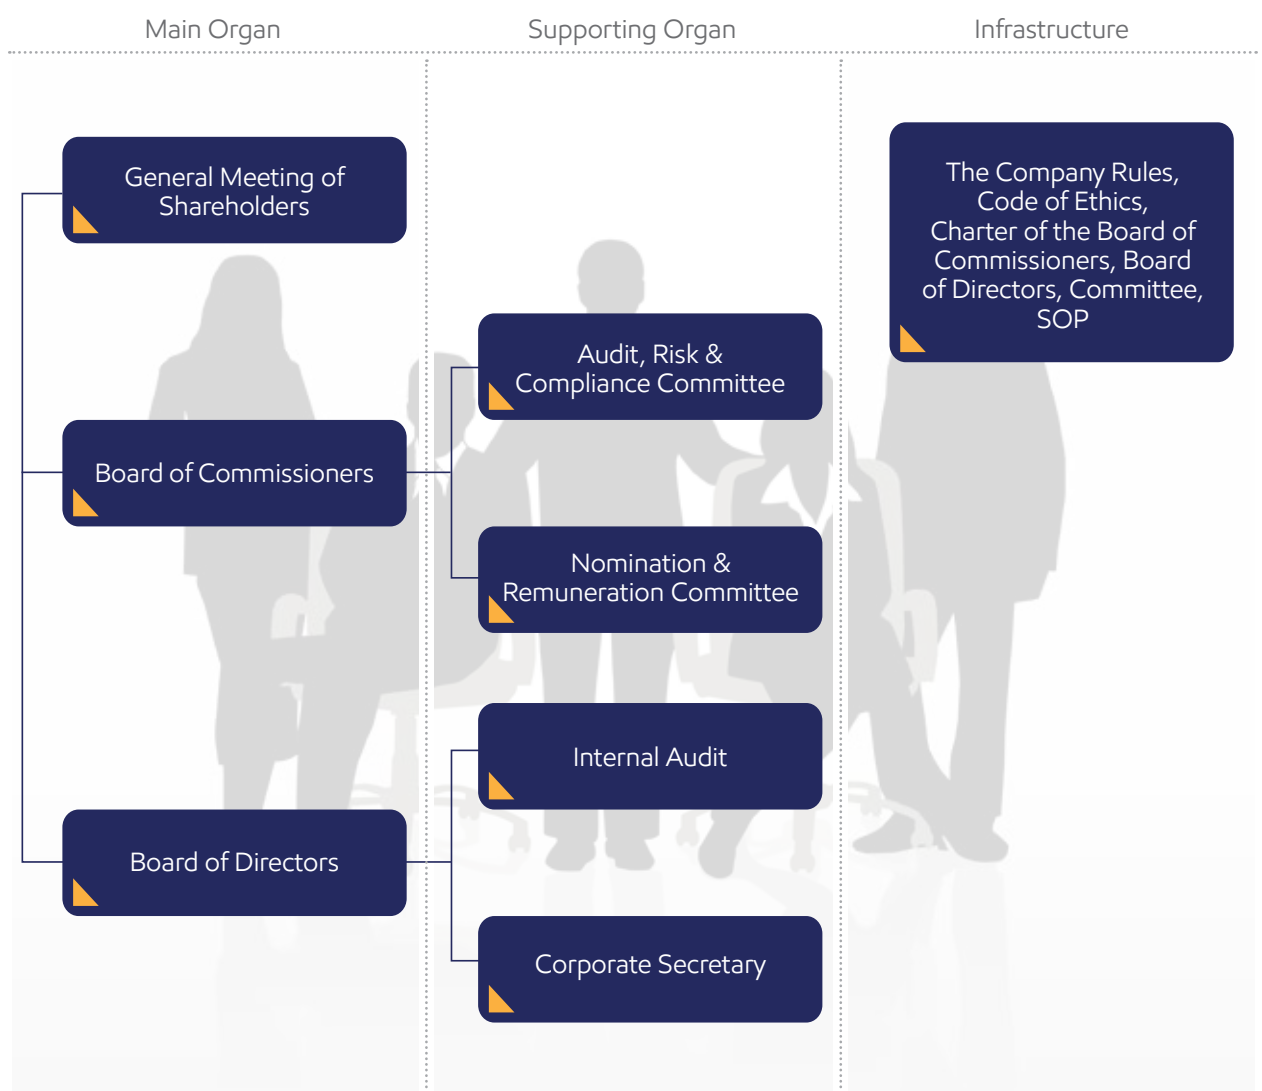 Main Organ
Supporting Organ
Infrastructure
General Meeting of
Shareholders
Board of Commissioners
Board of Directors
Audit, Risk &
Compliance Committee
Nomination &
Remuneration Committee
Internal Audit
Corporate Secretary
The Company Rules,
Code of Ethics,
Charter of the Board of
Commissioners, Board
of Directors, Committee,
SOP